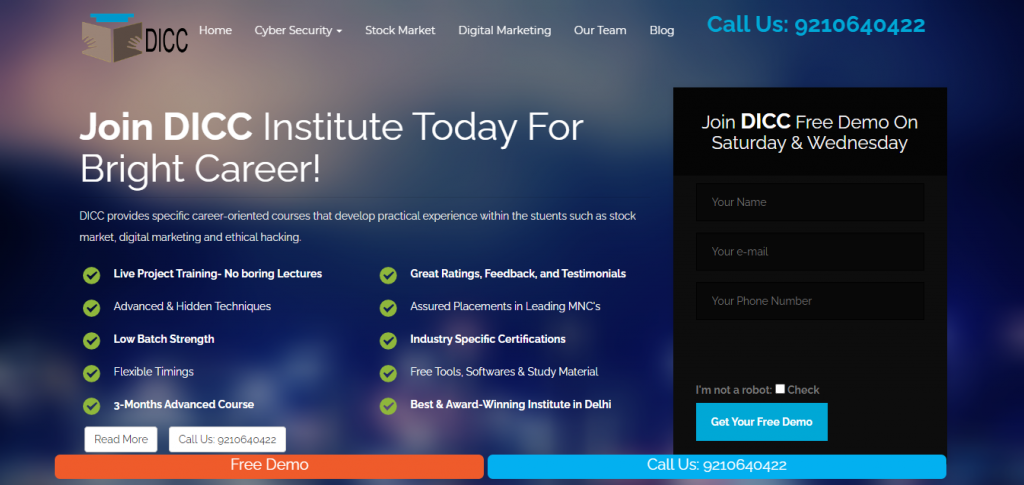 DICC
Home Cyber Security Stock Market Digital Marketing Our Team Blog
Call Us: 9210640422
Join DICC Institute Today For
Bright Career!
DICC provides specific career-oriented courses that develop practical experience within the stuents such as stock
market, digital marketing and ethical hacking.
Live Project Training- No boring Lectures
Advanced & Hidden Techniques
Low Batch Strength
Flexible Timings
3-Months Advanced Course
Great Ratings, Feedback, and Testimonials
Assured Placements in Leading MNC's
Industry Specific Certifications
Free Tools, Softwares & Study Material
Best & Award-Winning Institute in Delhi
Read More
Call Us: 9210640422
Join DICC Free Demo On
Saturday & Wednesday
Your Name
Your e-mail
Your Phone Number
I'm not a robot: Check
Get Your Free Demo
Free Demo
Call Us: 9210640422